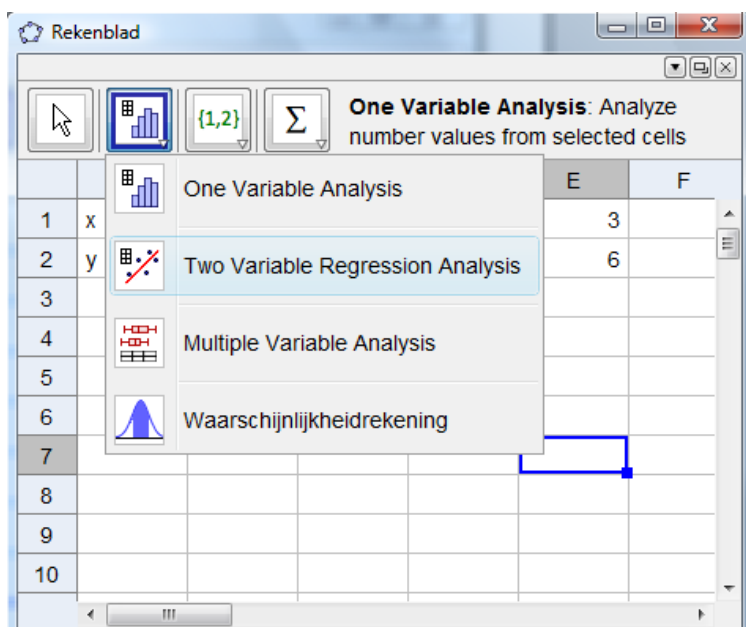 Rekenblad
{1,2}
Σ
One Variable Analysis: Analyze
number values from selected cells
One Variable Analysis
Two Variable Regression Analysis
Multiple Variable Analysis
Waarschijnlijkheidrekening
E F
1 x 3
2 y 6
3
4
5
6
7
8
9
10